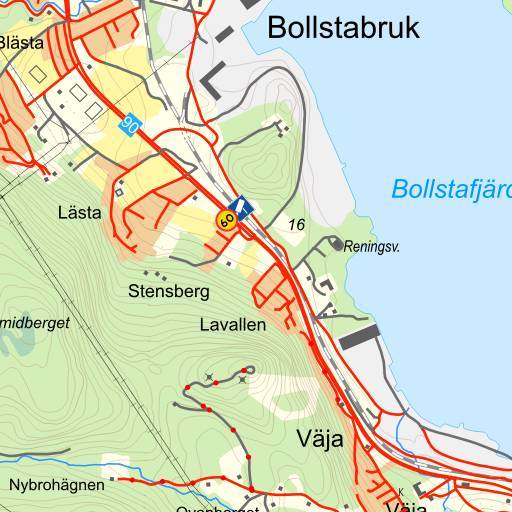 Bollstabruk
Blästa
90
Bollstafjärd
Lästa
60
16
Reningsv.
Stensberg
midberget
Lavallen
Väja
Nybrohägnen
K
Väja